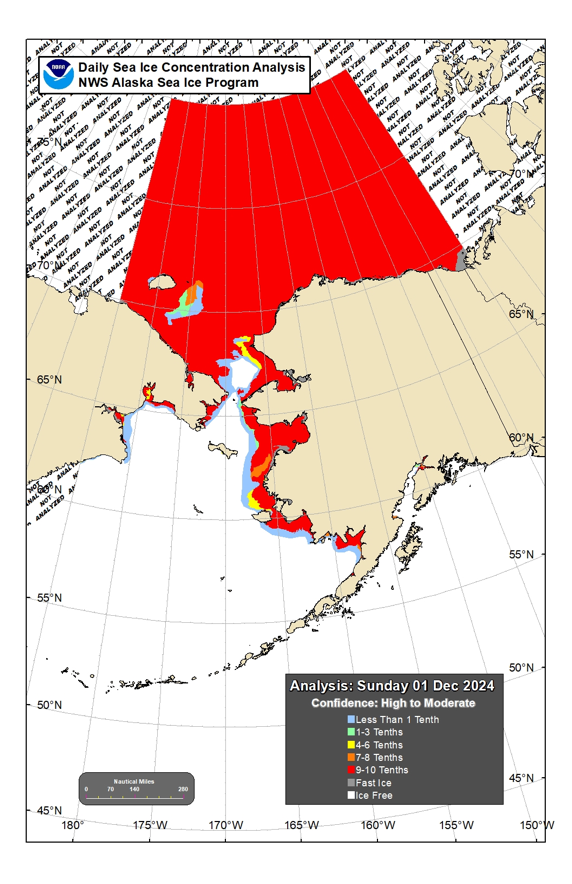 NOAA
Daily Sea Ice Concentration Analysis
NWS Alaska Sea Ice Program
NOT ANALYZED
75°N
70°N
70°N
65°N
65°N
60°N
60°N
55°N
55°N
50°N
50°N
45°N
45°N
Analysis: Sunday 01 Dec 2024
Confidence: High to Moderate
Less Than 1 Tenth
1-3 Tenths
4-6 Tenths
7-8 Tenths
9-10 Tenths
Fast Ice
Ice Free
Nautical Miles
0 70 140 280
180° 175°W 170°W 165°W 160°W 155°W 150°W